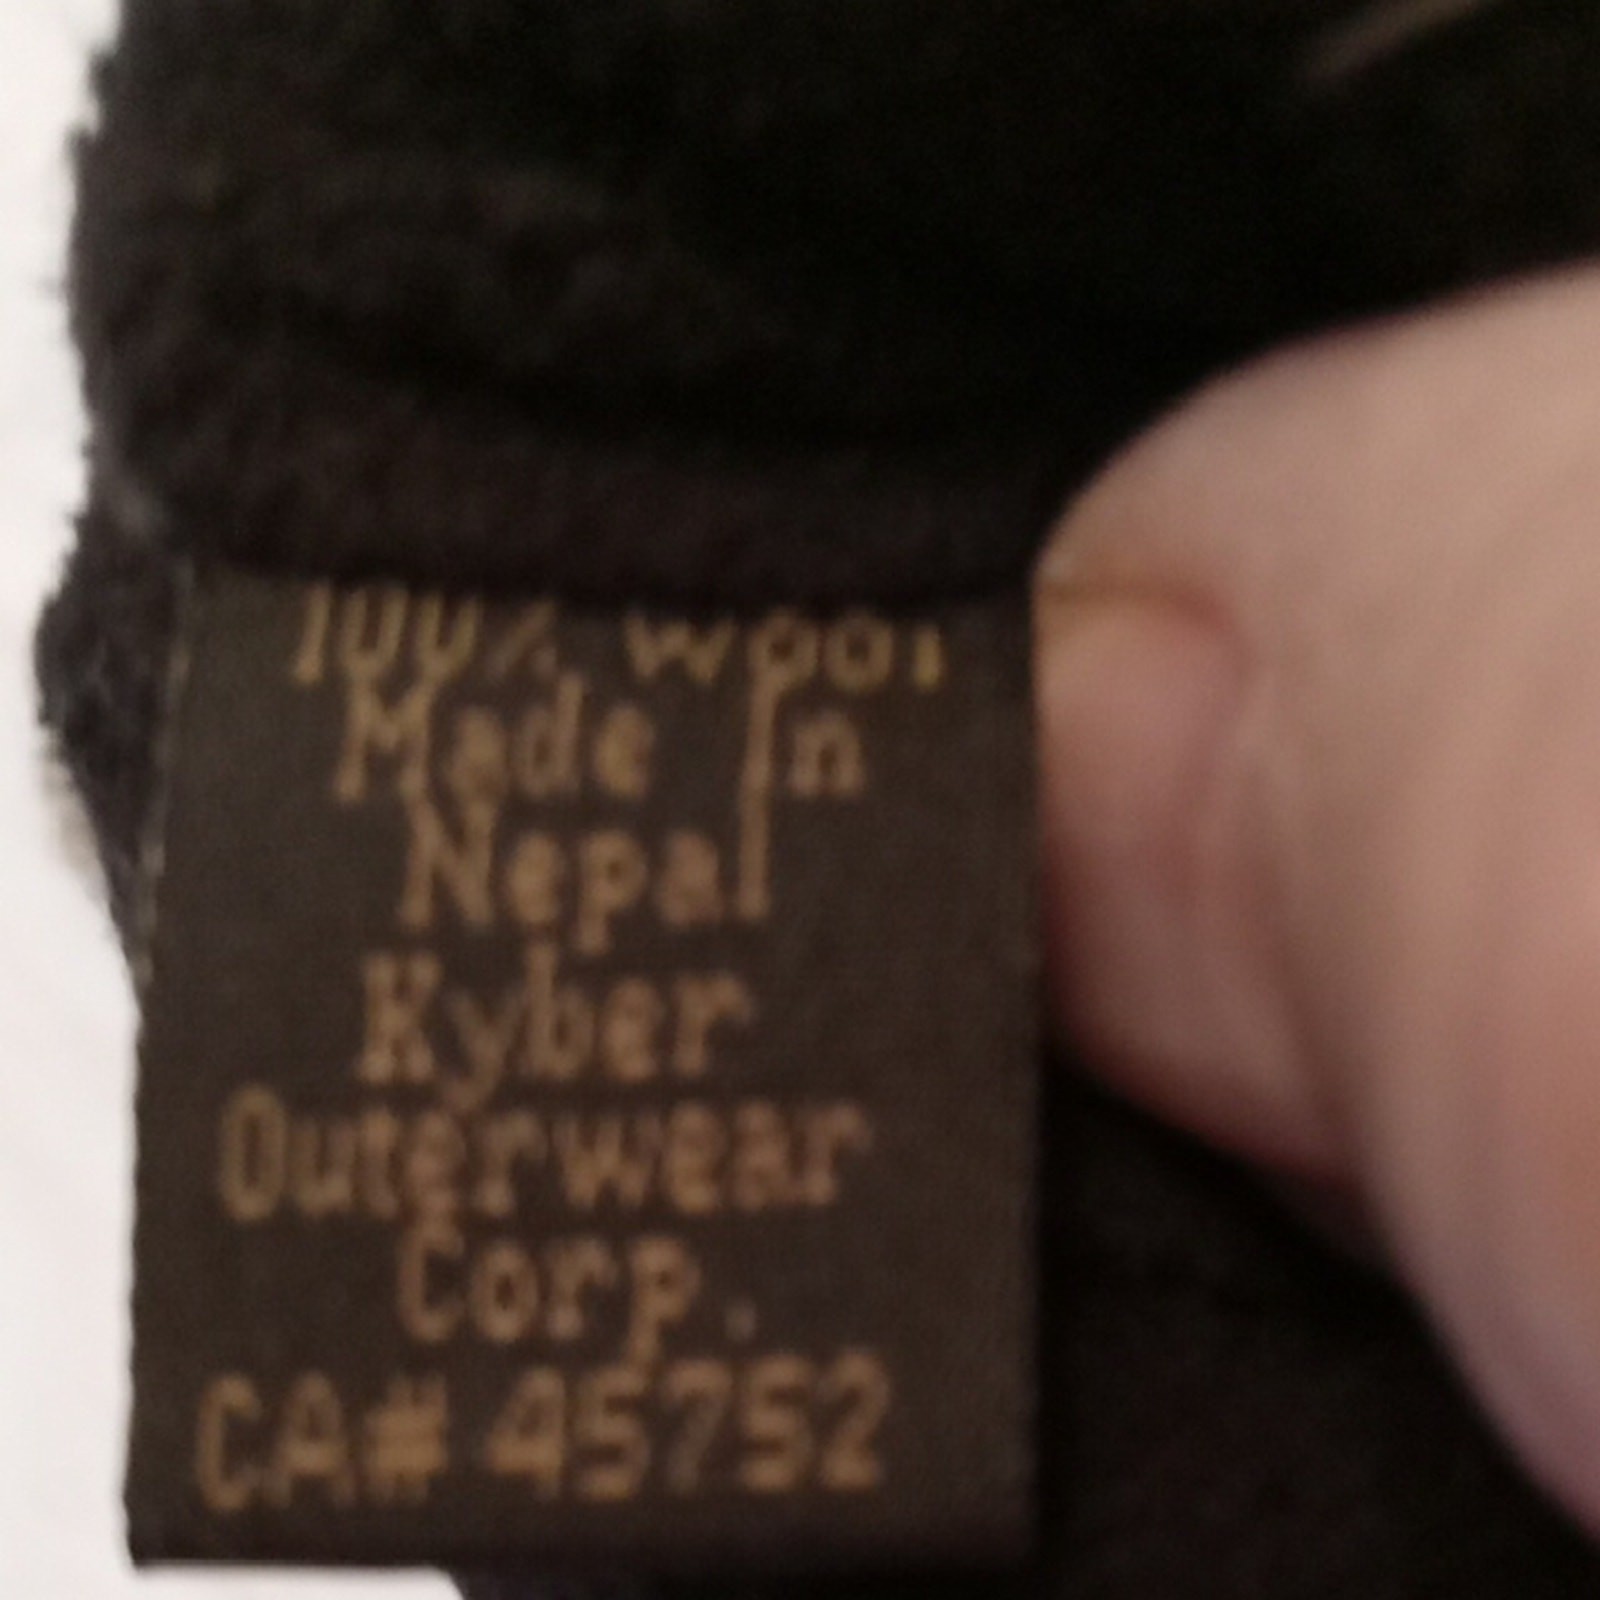 100% Wool
Made In
Nepal
Kyber
Outerwear
Corp.
CA# 45752